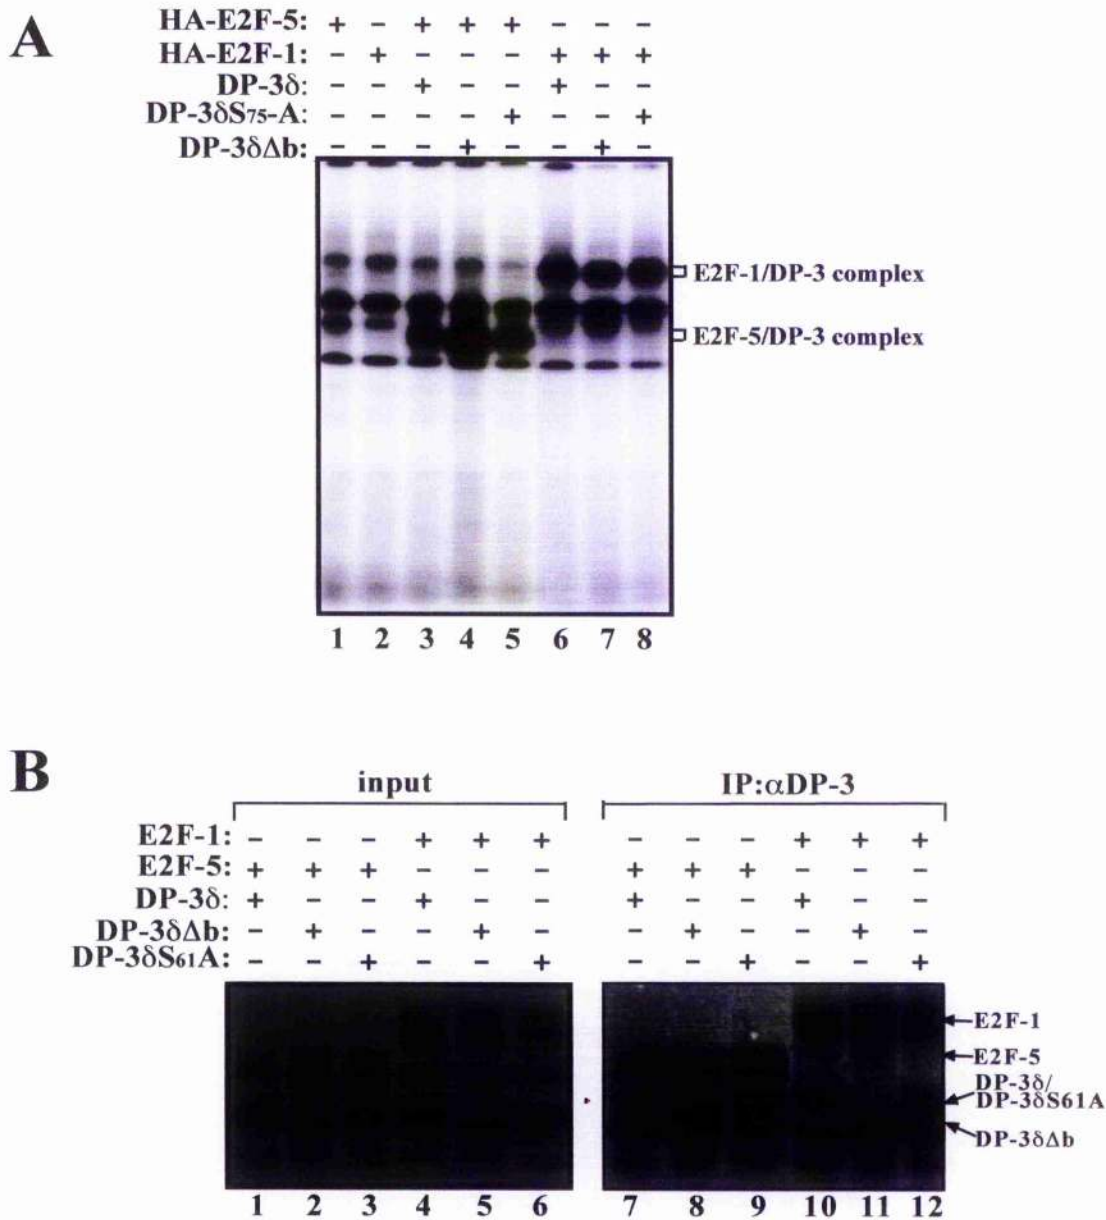 A
HA-E2F-5: + - + + + - - -
HA-E2F-1: - + - - - + + +
DP-3δ: - - + - - + - -
DP-3δS75-A: - - - - + - - +
DP-3δΔb: - - - + - - + -
E2F-1/DP-3 complex
E2F-5/DP-3 complex
1 2 3 4 5 6 7 8
B
input IP:αDP-3
E2F-1: - - - + + + - - - + + +
E2F-5: + + + - - - + + + - - -
DP-3δ: + - - + - - + - - + - -
DP-3δΔb: - + - - + - - + - - + -
DP-3δS61A: - - + - - + - - + - - +
E2F-1
E2F-5
DP-3δ/
DP-3δS61A
DP-3δΔb
1 2 3 4 5 6 7 8 9 10 11 12